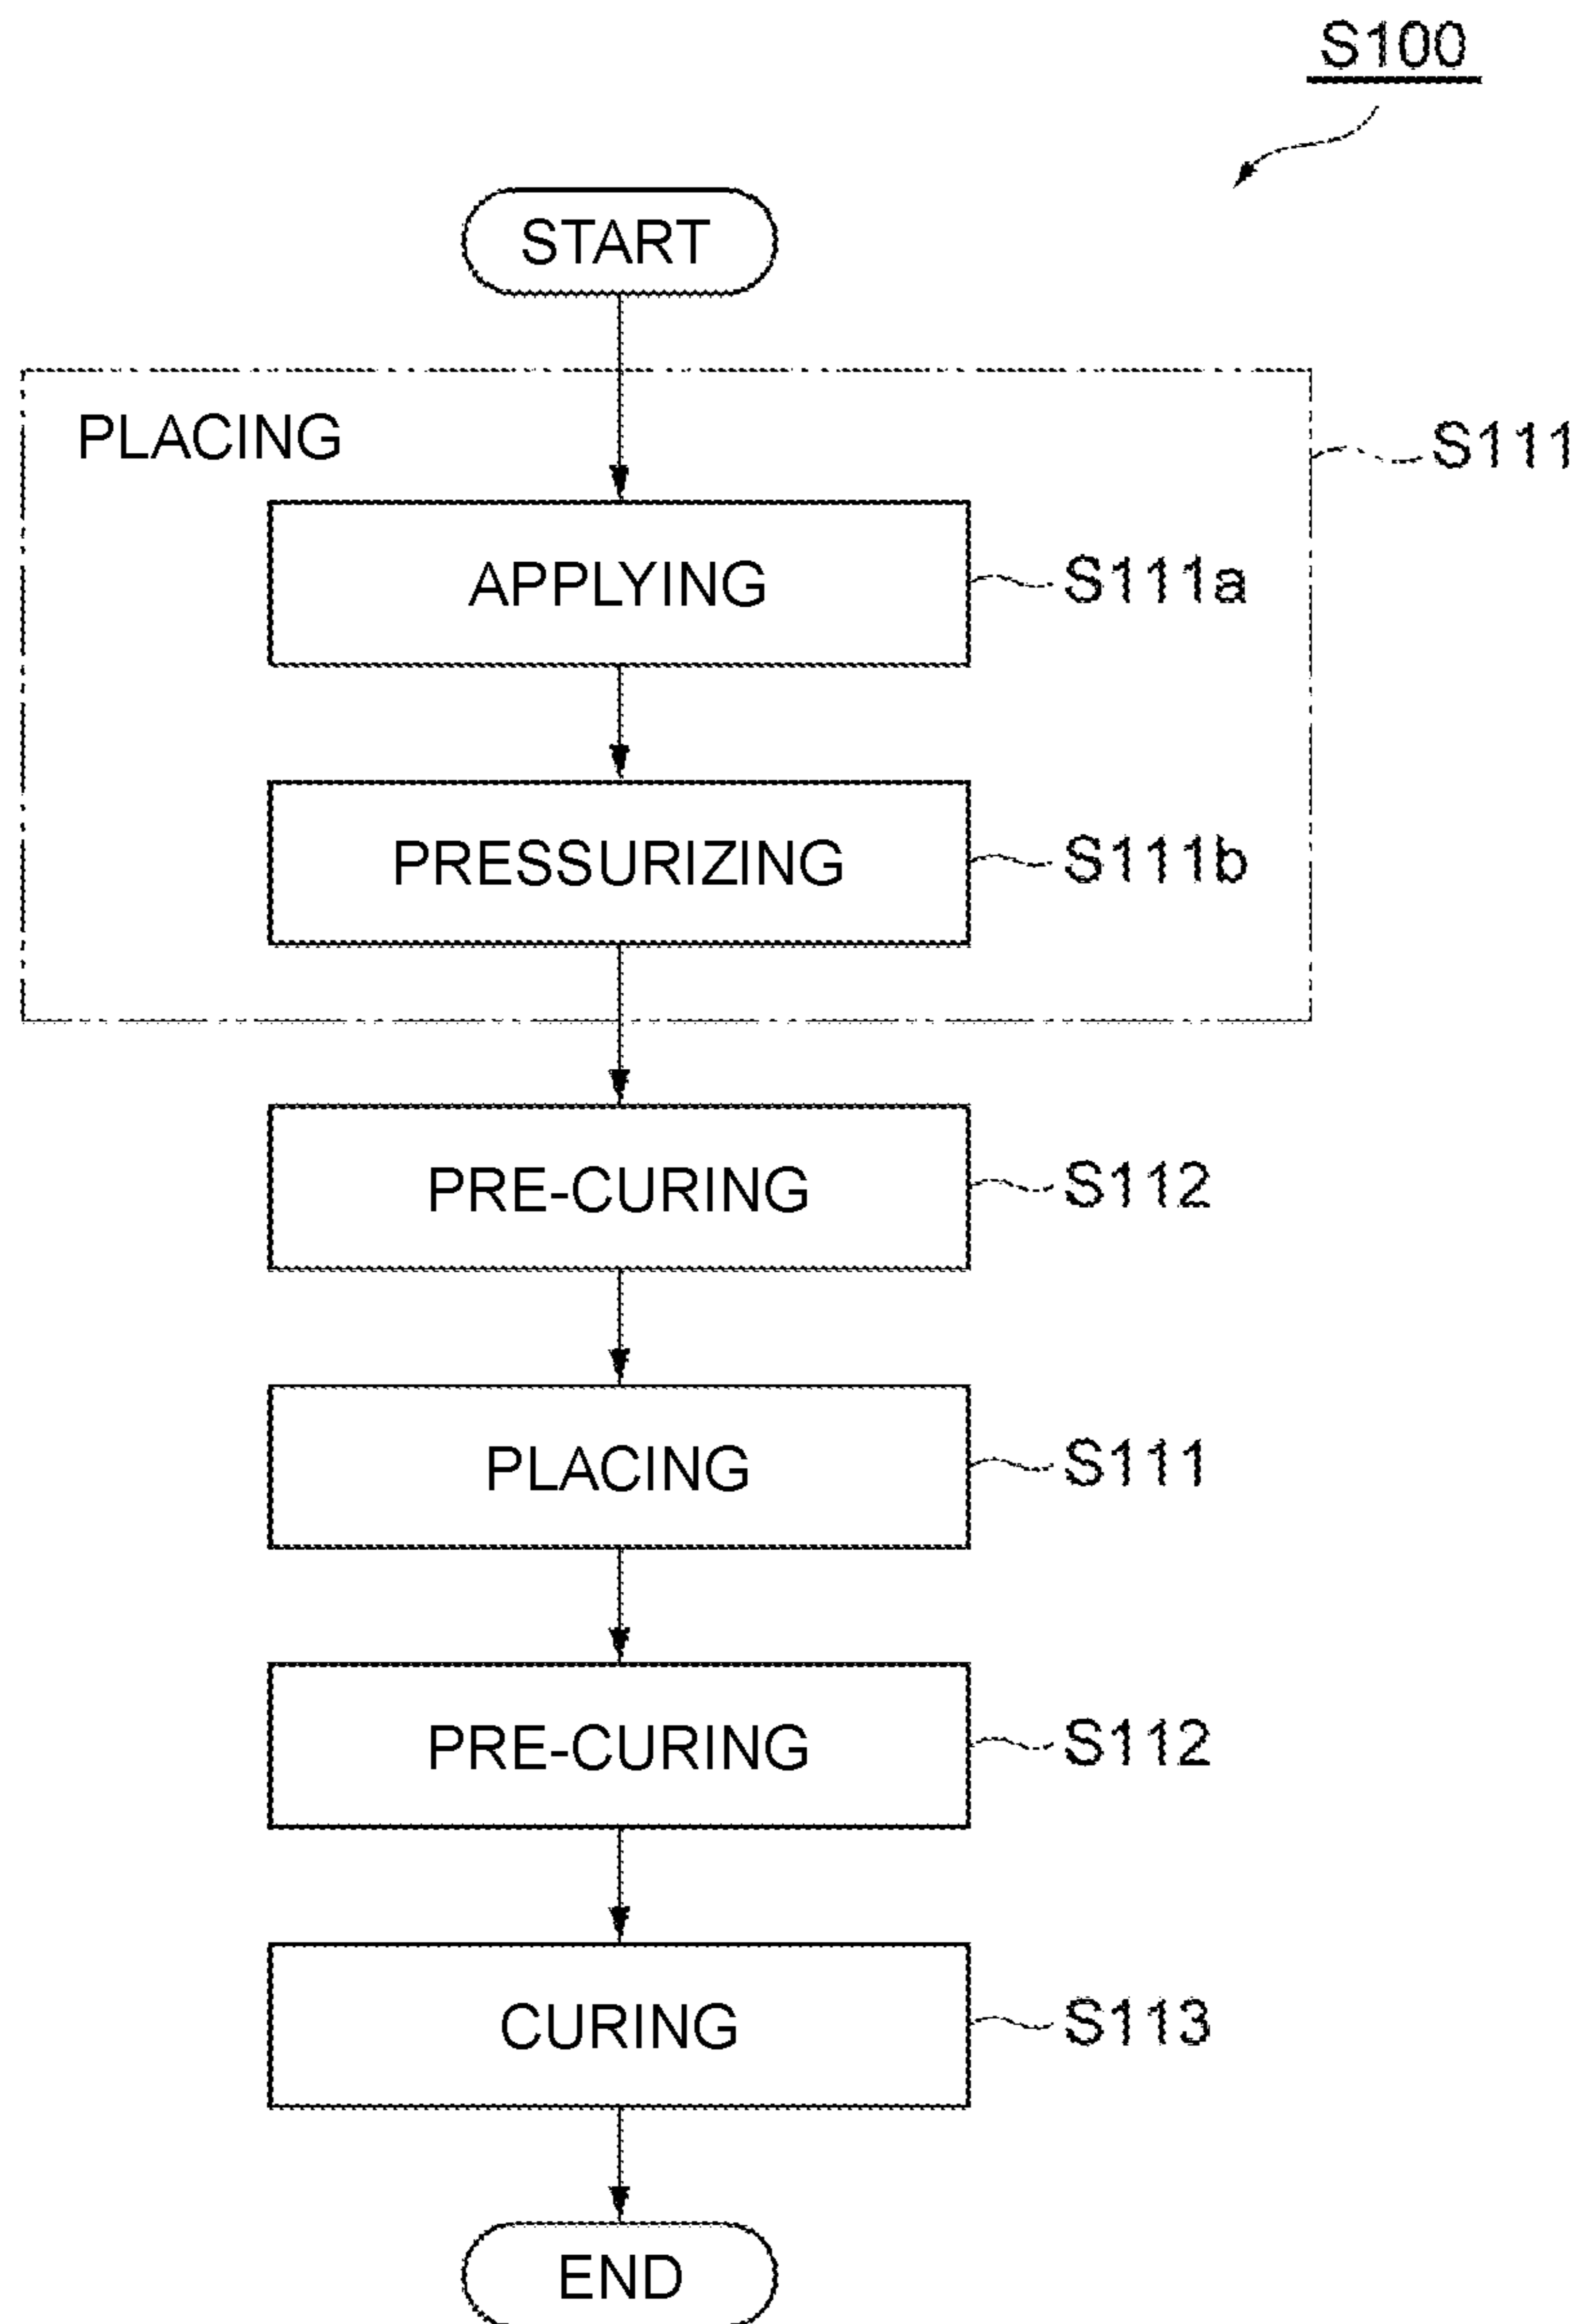 S100
START
PLACING
S111
APPLYING
S111a
PRESSURIZING
S111b
PRE-CURING
S112
PLACING
S111
PRE-CURING
S112
CURING
S113
END